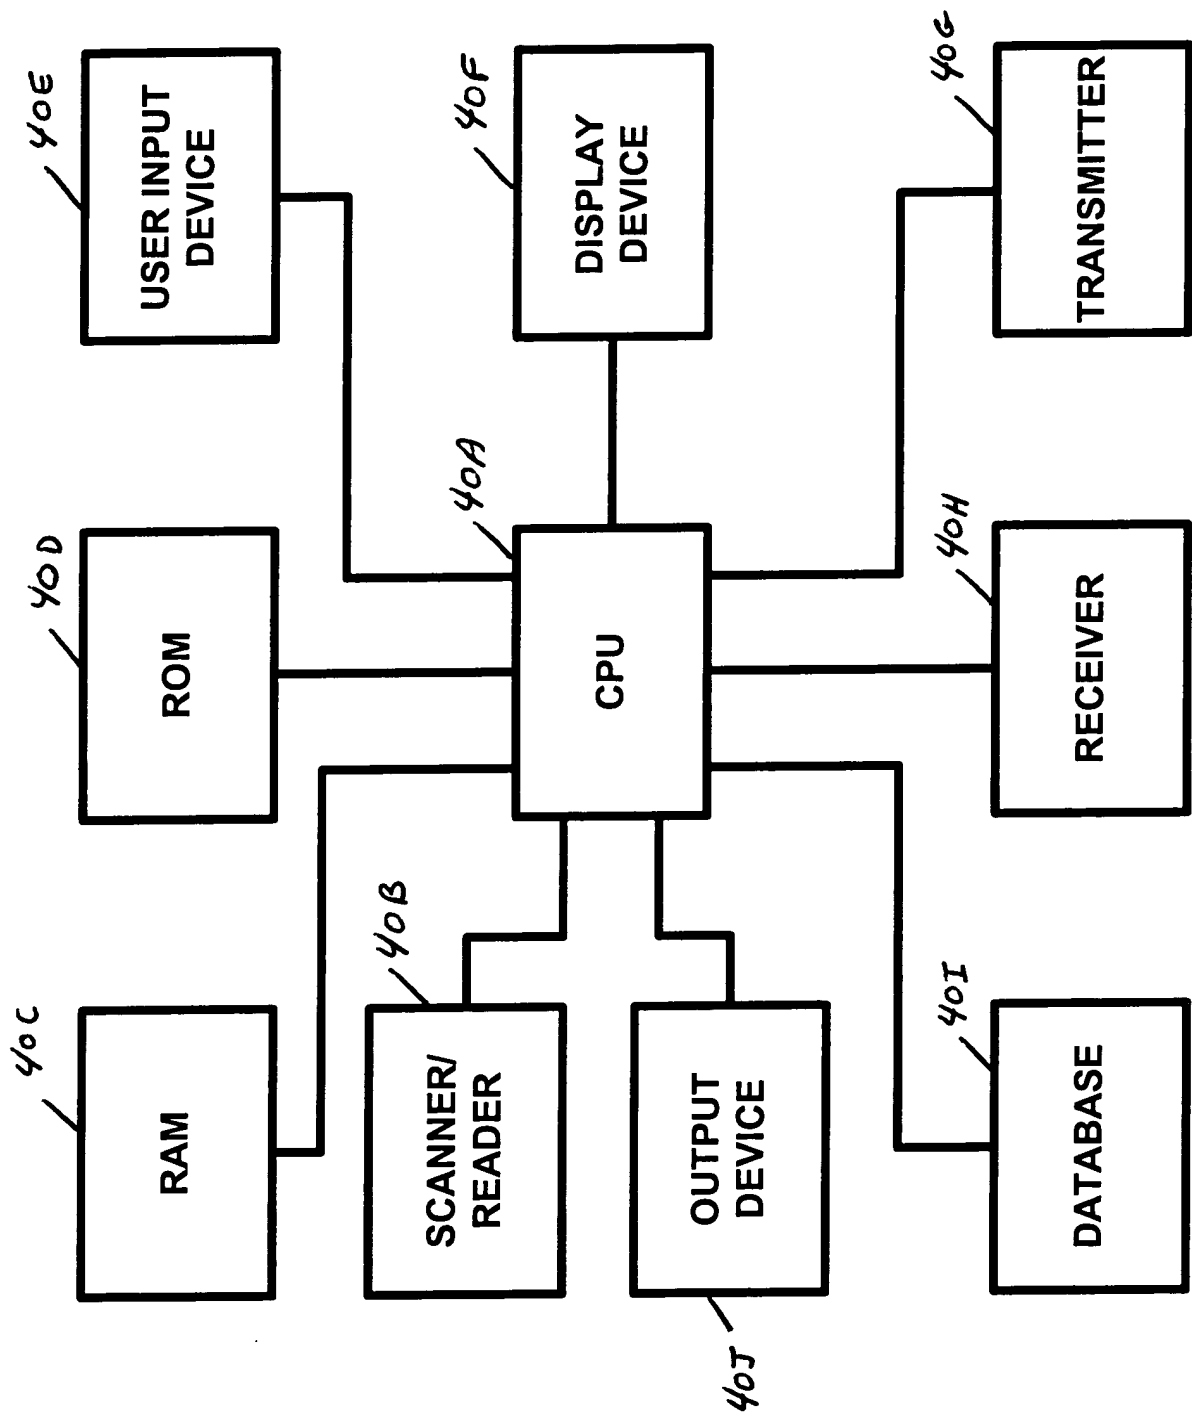 40C
RAM
40D
ROM
40E
USER INPUT
DEVICE
40B
SCANNER/
READER
40A
CPU
40F
DISPLAY
DEVICE
40J
OUTPUT
DEVICE
40I
DATABASE
40H
RECEIVER
40G
TRANSMITTER